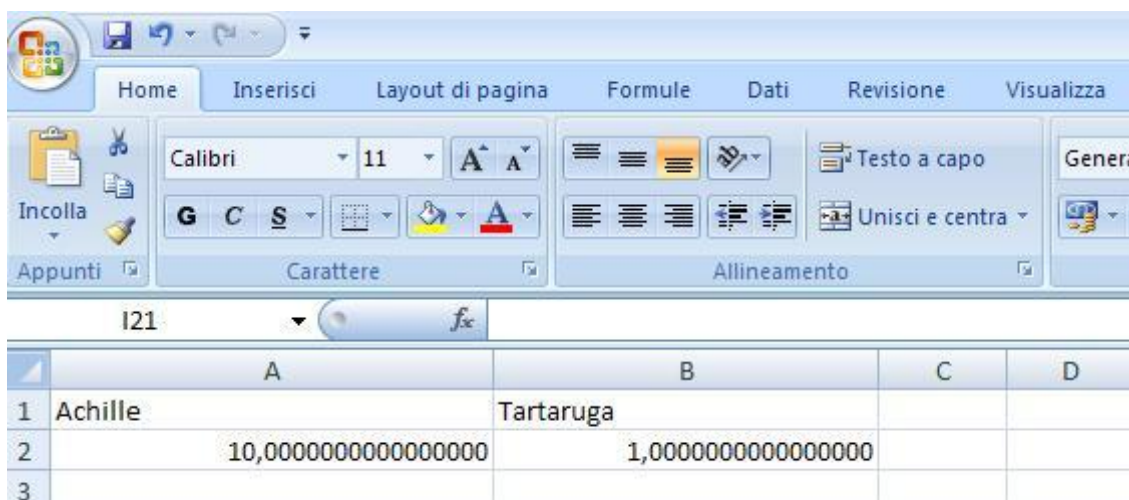 Home Inserisci Layout di pagina Formule Dati Revisione Visualizza
Calibri 11 A A Testo a capo
Incolla G C S A Unisci e centra
Appunti Carattere Allineamento
I21 fx
A B C D
1 Achille Tartaruga
2 10,0000000000000000 1,0000000000000000
3